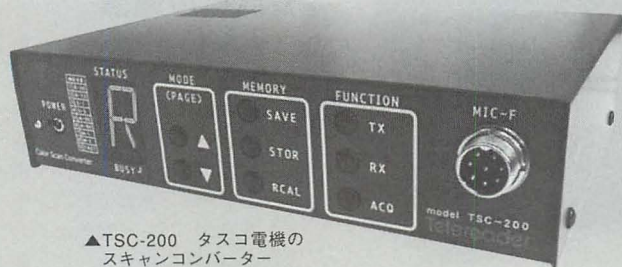 STATUS
MODE
(PAGE)
MEMORY
FUNCTION
MIC-F
POWER
R
SAVE
STOR
RCAL
TX
RX
ACQ
▲
▼
Color Scan Converter
BUSY
model TSC-200
Telereader
▲TSC-200 タスコ電機の
スキャンコンバーター